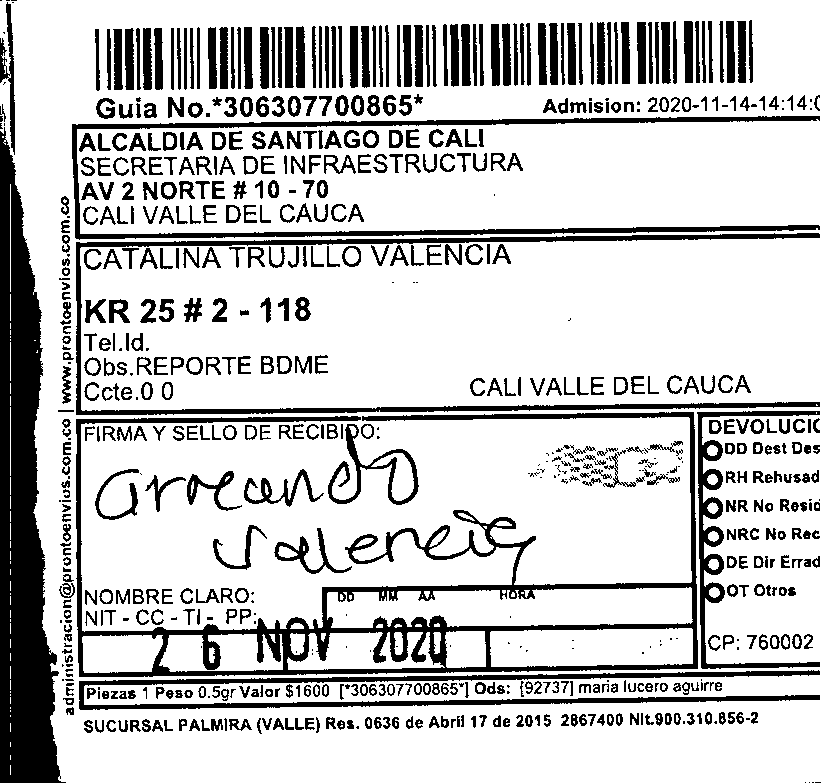 Guia No.*306307700865*
Admision: 2020-11-14-14:14:0
ALCALDIA DE SANTIAGO DE CALI
SECRETARIA DE INFRAESTRUCTURA
AV 2 NORTE # 10 - 70
CALI VALLE DEL CAUCA
CATALINA TRUJILLO VALENCIA
KR 25 # 2 - 118
Tel.Id.
Obs.REPORTE BDME
Ccte.0 0
CALI VALLE DEL CAUCA
administracion@prontoenvios.com.co | www.prontoenvios.com.co
FIRMA Y SELLO DE RECIBIDO:
Armando
Valencia
NOMBRE CLARO:
NIT - CC - TI - PP:
DD MM AA HORA
26 NOV 2020
DEVOLUCIO
DD Dest Des
RH Rehusad
NR No Resid
NRC No Rec
DE Dir Errad
OT Otros
CP: 760002
Piezas 1 Peso 0.5gr Valor $1600 [*306307700865*] Ods: [92737] maria lucero aguirre
SUCURSAL PALMIRA (VALLE) Res. 0636 de Abril 17 de 2015 2867400 Nit.900.310.856-2